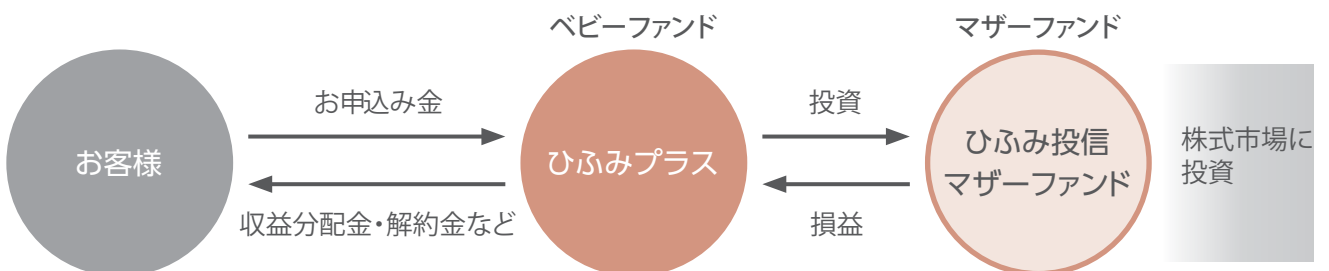 ベビーファンド
マザーファンド
お客様
お申込み金
収益分配金・解約金など
ひふみプラス
投資
損益
ひふみ投信
マザーファンド
株式市場に
投資